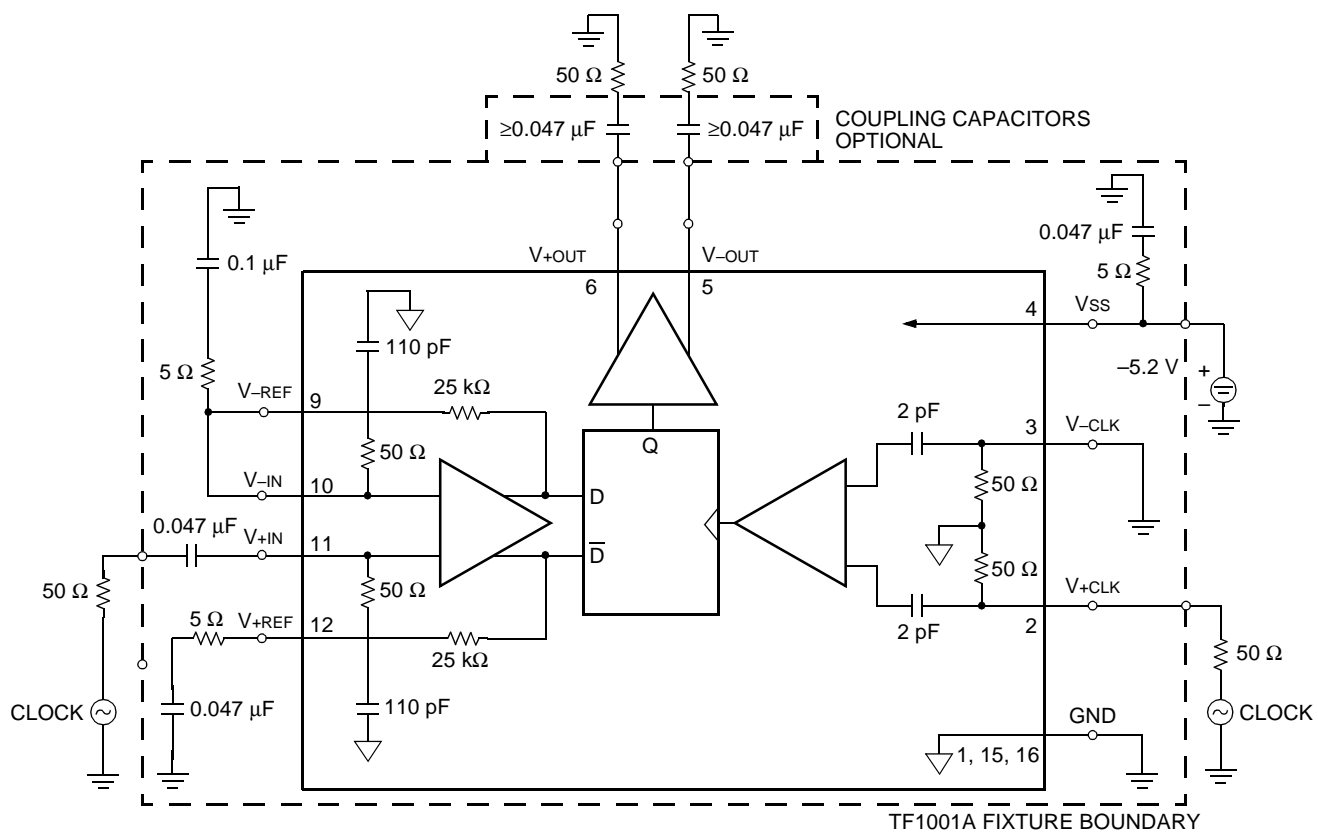 50 Ω
50 Ω
≥0.047 μF
≥0.047 μF
COUPLING CAPACITORS
OPTIONAL
0.1 μF
0.047 μF
5 Ω
V+OUT
V–OUT
6
5
4
VSS
110 pF
–5.2 V
+
–
5 Ω
V–REF
9
25 kΩ
2 pF
3
V–CLK
Q
50 Ω
50 Ω
V–IN
10
D
0.047 μF
V+IN
11
D
50 Ω
50 Ω
50 Ω
V+CLK
5 Ω
V+REF
12
2 pF
2
25 kΩ
50 Ω
CLOCK
0.047 μF
110 pF
GND
CLOCK
1, 15, 16
TF1001A FIXTURE BOUNDARY